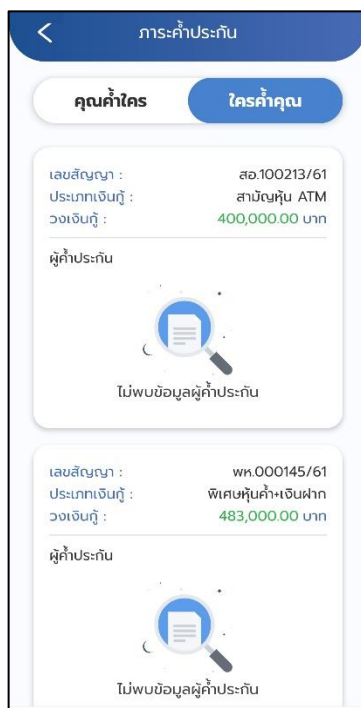 ภาระค้ำประกัน
คุณค้ำใคร ใครค้ำคุณ
เลขสัญญา : สอ.100213/61
ประเภทเงินกู้ : สามัญหุ้น ATM
วงเงินกู้ : 400,000.00 บาท
ผู้ค้ำประกัน
ไม่พบข้อมูลผู้ค้ำประกัน
เลขสัญญา : พห.000145/61
ประเภทเงินกู้ : พิเศษหุ้นค้ำ+เงินฝาก
วงเงินกู้ : 483,000.00 บาท
ผู้ค้ำประกัน
ไม่พบข้อมูลผู้ค้ำประกัน